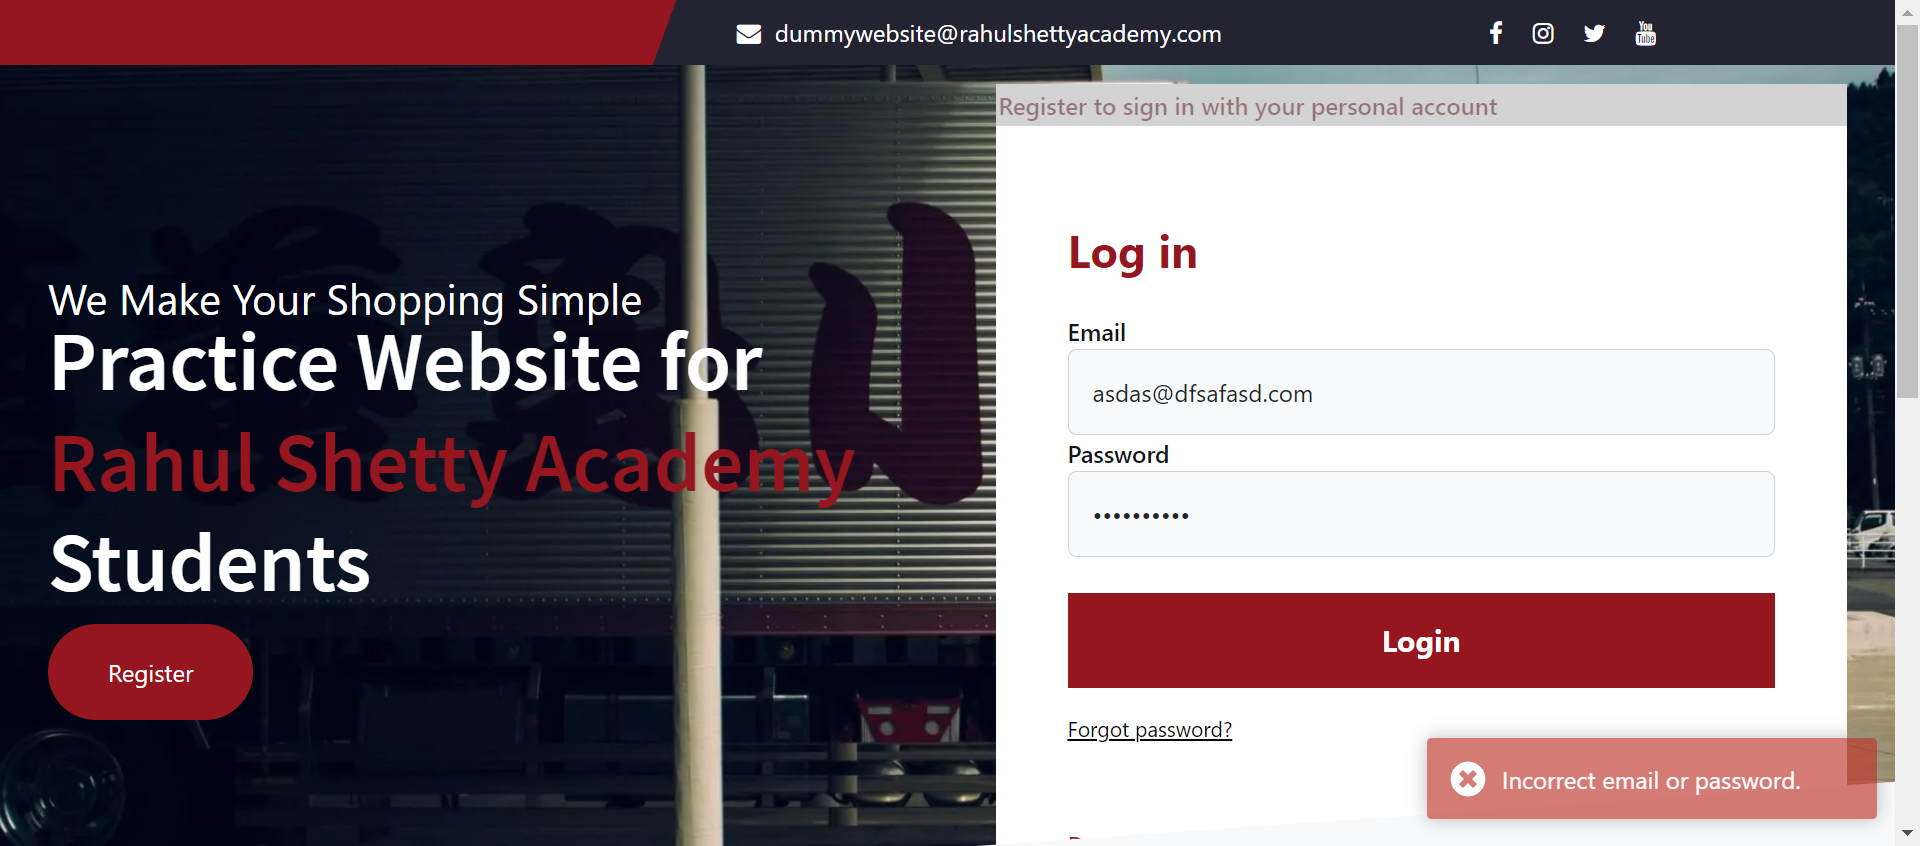 dummywebsite@rahulshettyacademy.com
You
Tube
Register to sign in with your personal account
We Make Your Shopping Simple
Practice Website for
Rahul Shetty Academy
Students
Register
Log in
Email
asdas@dfsafasd.com
Password
••••••••••
Login
Forgot password?
Incorrect email or password.